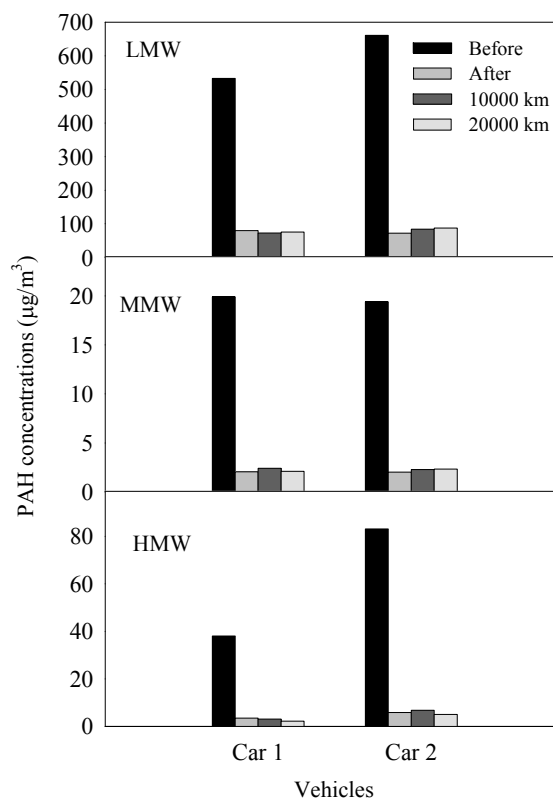 PAH concentrations (μg/m³)
700
600
500
400
300
200
100
0
LMW
Before
After
10000 km
20000 km
20
15
10
5
0
MMW
80
60
40
20
0
HMW
Car 1 Car 2
Vehicles